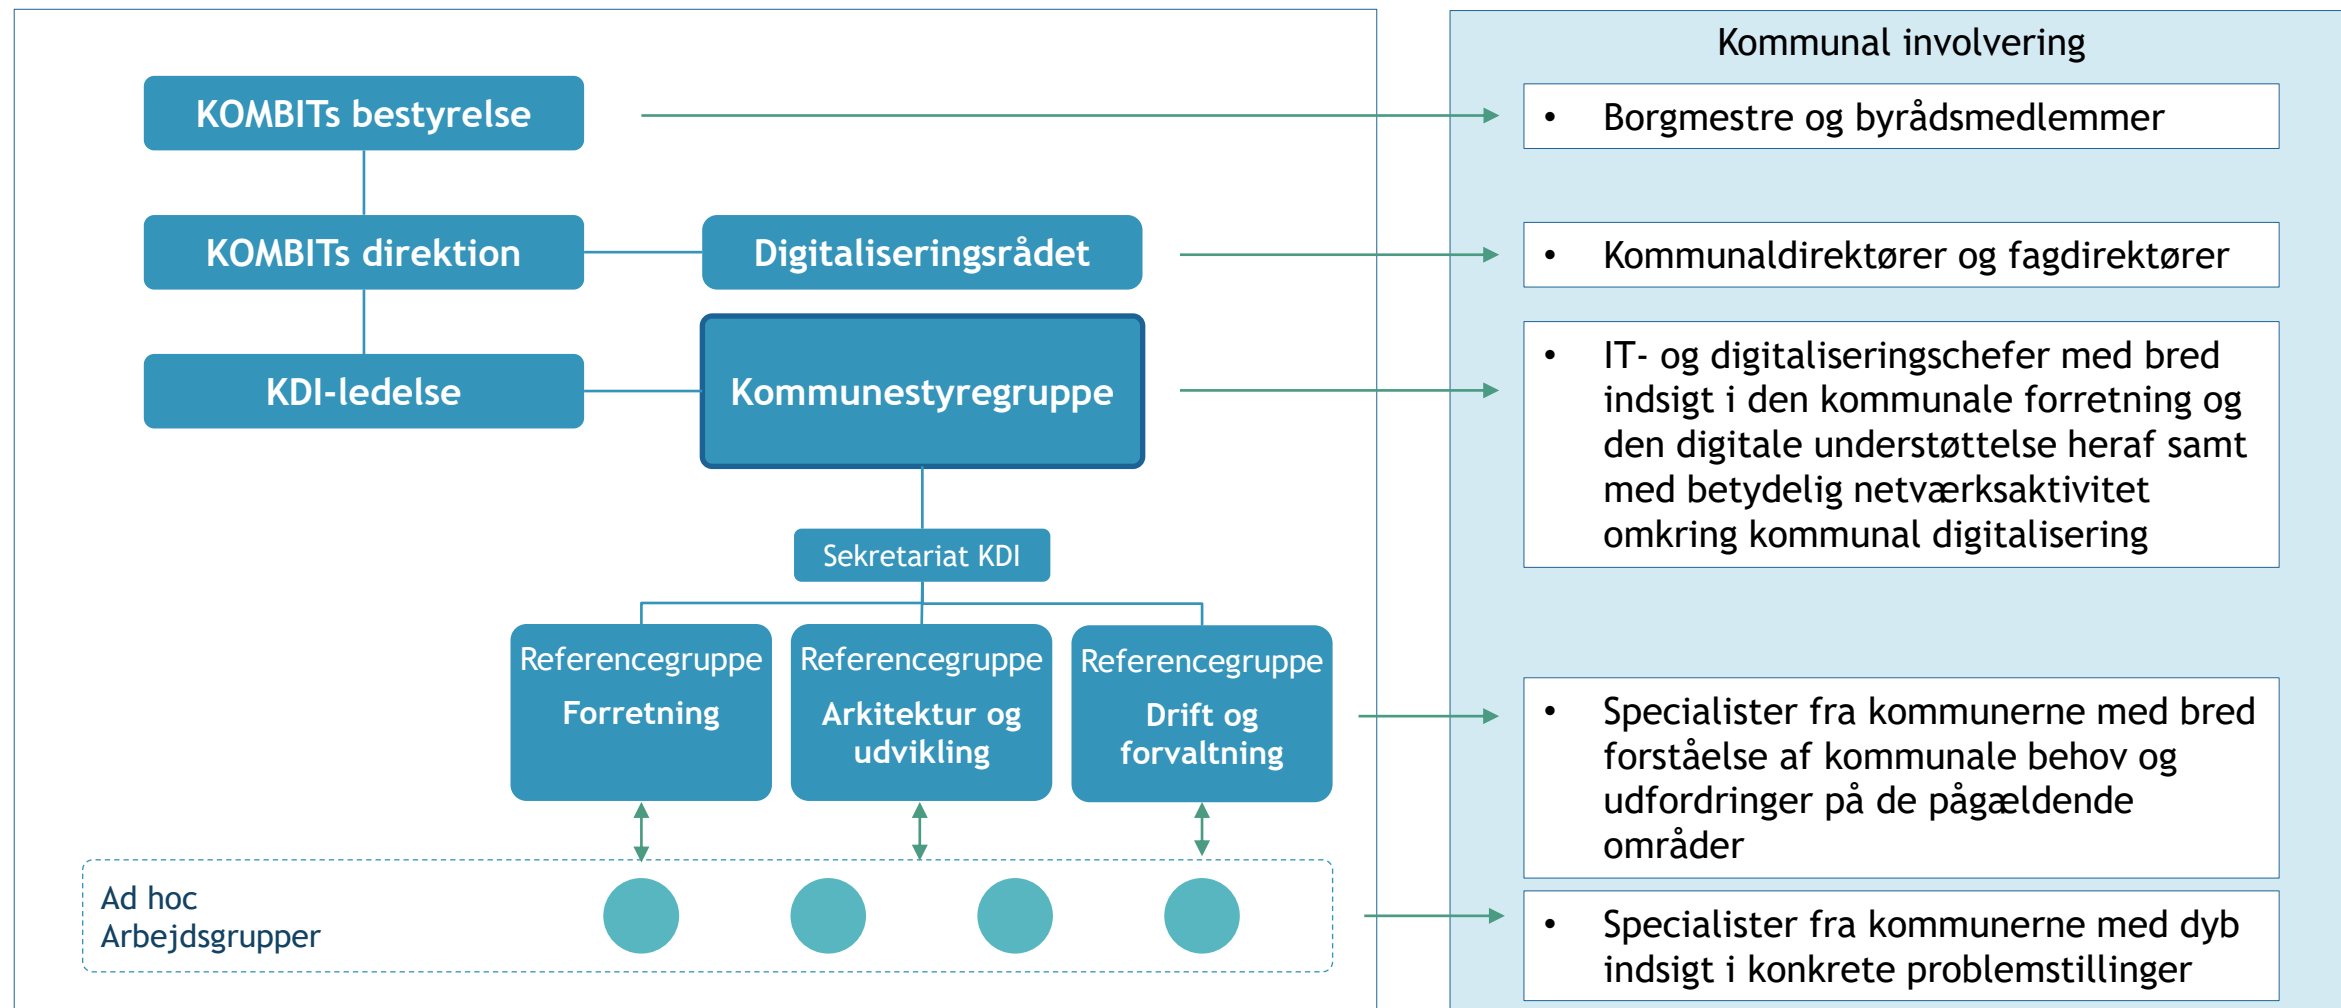 Kommunal involvering
KOMBITs bestyrelse
• Borgmestre og byrådsmedlemmer
KOMBITs direktion
Digitaliseringsrådet
• Kommunaldirektører og fagdirektører
KDI-ledelse
Kommunestyregruppe
• IT- og digitaliseringschefer med bred
indsigt i den kommunale forretning og
den digitale understøttelse heraf samt
med betydelig netværksaktivitet
omkring kommunal digitalisering
Sekretariat KDI
Referencegruppe
Forretning
Referencegruppe
Arkitektur og
udvikling
Referencegruppe
Drift og
forvaltning
• Specialister fra kommunerne med bred
forståelse af kommunale behov og
udfordringer på de pågældende
områder
Ad hoc
Arbejdsgrupper
• Specialister fra kommunerne med dyb
indsigt i konkrete problemstillinger